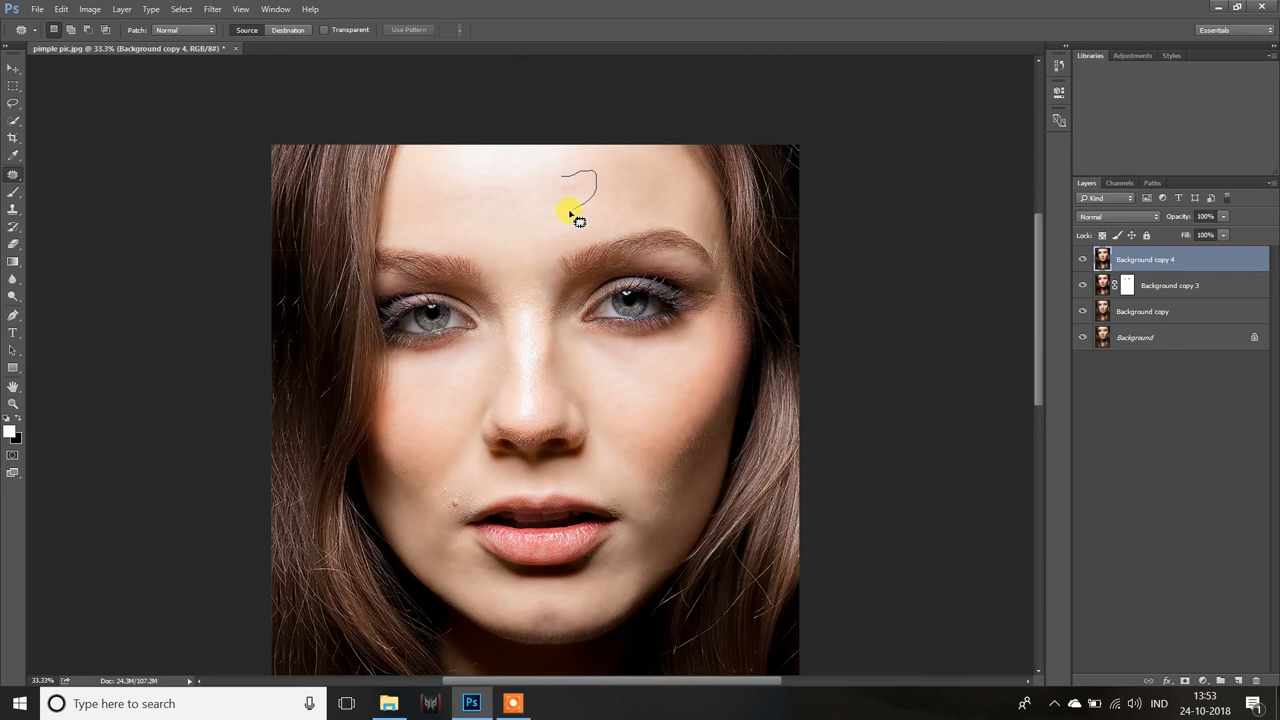 Ps File Edit Image Layer Type Select Filter View Window Help
Patch: Normal Source Destination Transparent Use Pattern Essentials
pimple pic.jpg @ 33.3% (Background copy 4, RGB/8#) * ×
Libraries Adjustments Styles
Layers Channels Paths
Kind
Normal Opacity: 100%
Lock: Fill: 100%
Background copy 4
Background copy 3
Background copy
Background
33.33% Doc: 24.3M/107.2M
Type here to search
Ps
IND
13:53
24-10-2018
1